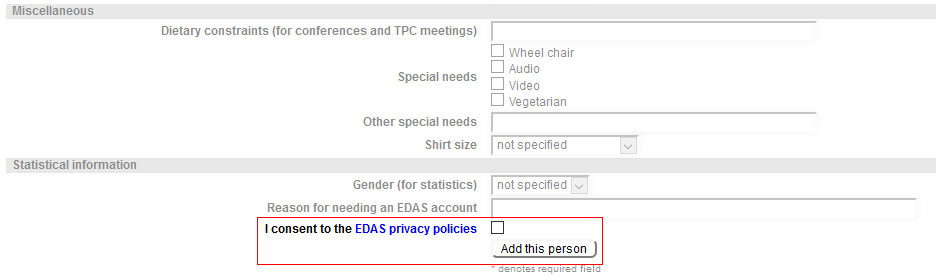 Miscellaneous
Dietary constraints (for conferences and TPC meetings)
Special needs
Wheel chair
Audio
Video
Vegetarian
Other special needs
Shirt size not specified
Statistical information
Gender (for statistics) not specified
Reason for needing an EDAS account
I consent to the EDAS privacy policies
Add this person
* denotes required field